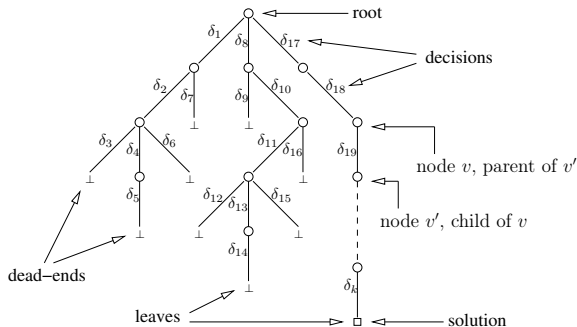 root
δ₁ δ₈ δ₁₇
decisions
δ₂ δ₇ δ₉ δ₁₀ δ₁₈
⊥ ⊥
δ₃ δ₄ δ₆ δ₁₁ δ₁₆ δ₁₉
node v, parent of v′
⊥ ⊥ ⊥
δ₅ δ₁₂ δ₁₃ δ₁₅
node v′, child of v
⊥ ⊥ ⊥
δ₁₄
dead−ends
δₖ
⊥
leaves
solution